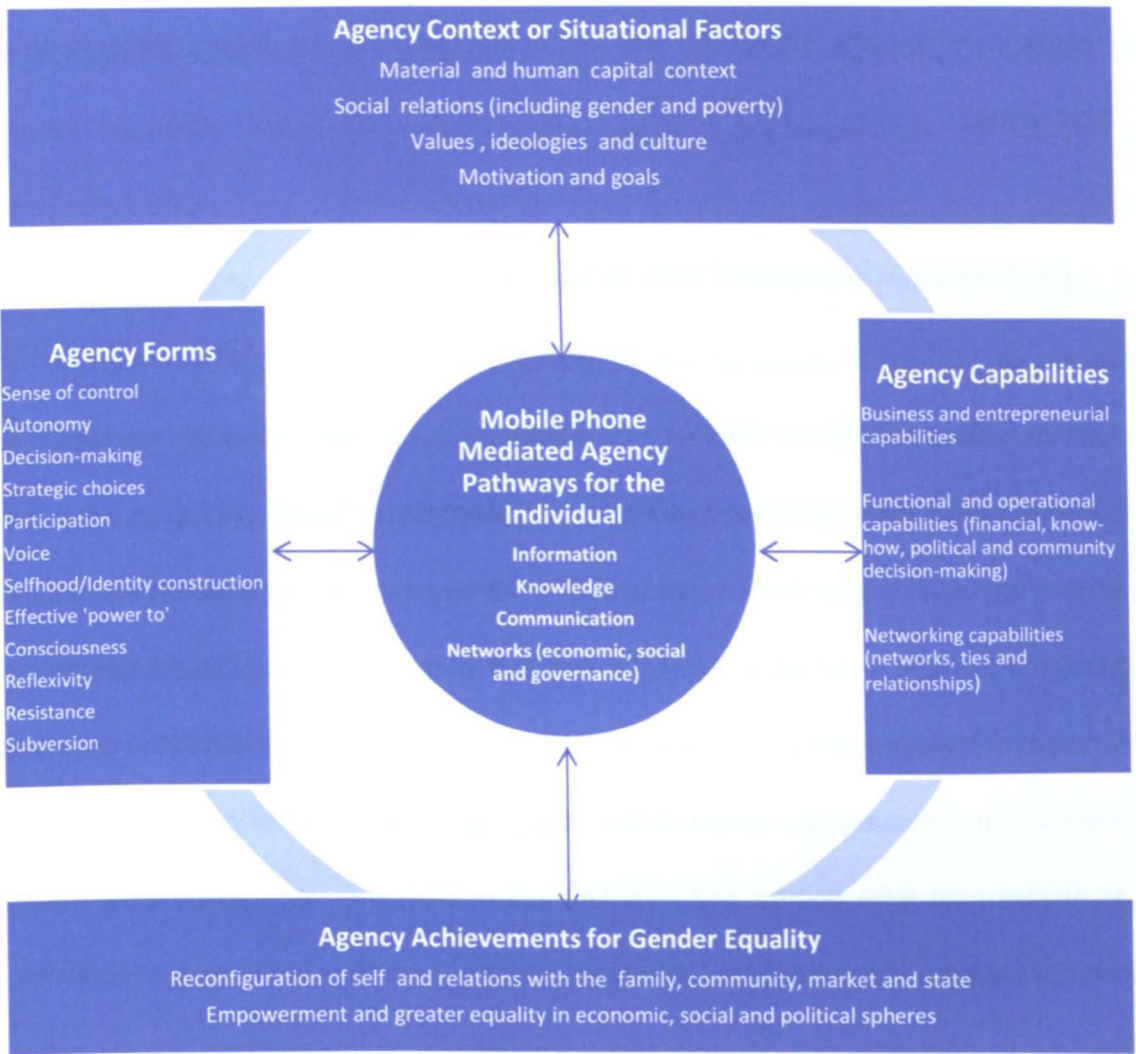 Agency Context or Situational Factors
Material and human capital context
Social relations (including gender and poverty)
Values , ideologies and culture
Motivation and goals
Agency Forms
Sense of control
Autonomy
Decision-making
Strategic choices
Participation
Voice
Selfhood/Identity construction
Effective 'power to'
Consciousness
Reflexivity
Resistance
Subversion
Mobile Phone
Mediated Agency
Pathways for the
Individual
Information
Knowledge
Communication
Networks (economic, social
and governance)
Agency Capabilities
Business and entrepreneurial
capabilities
Functional and operational
capabilities (financial, know-
how, political and community
decision-making)
Networking capabilities
(networks, ties and
relationships)
Agency Achievements for Gender Equality
Reconfiguration of self and relations with the family, community, market and state
Empowerment and greater equality in economic, social and political spheres